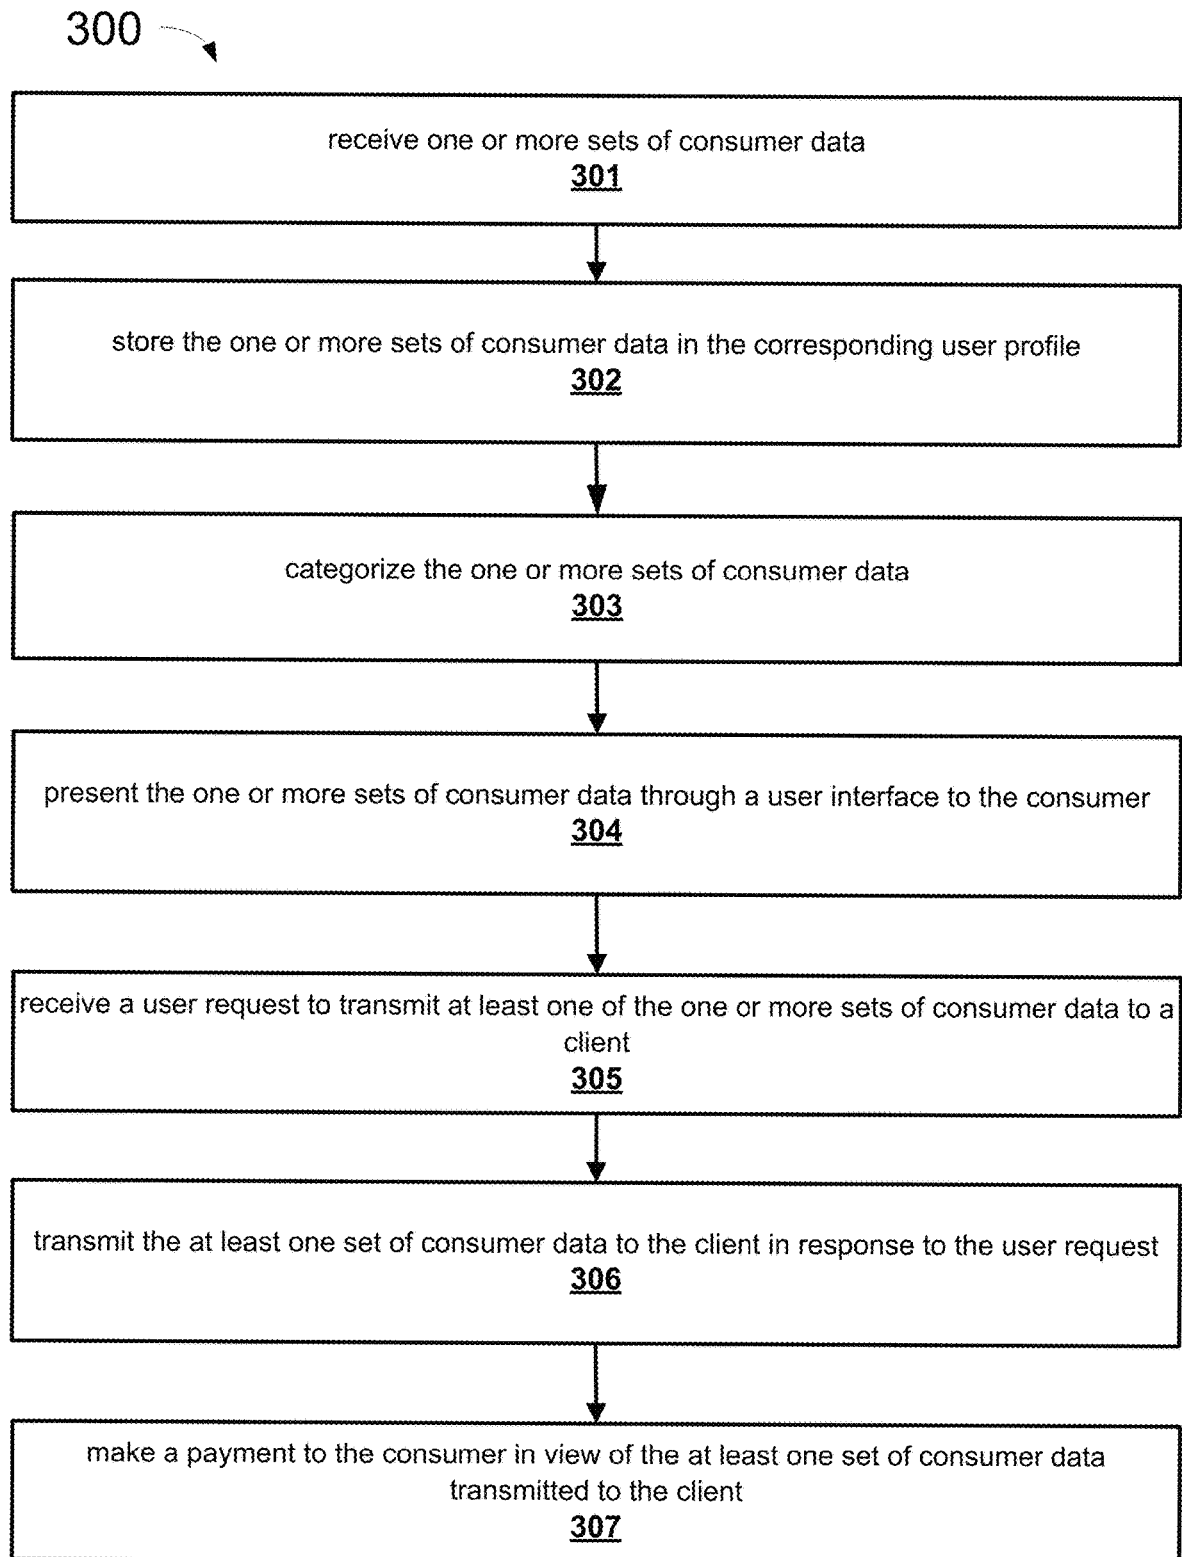 300
receive one or more sets of consumer data
301
store the one or more sets of consumer data in the corresponding user profile
302
categorize the one or more sets of consumer data
303
present the one or more sets of consumer data through a user interface to the consumer
304
receive a user request to transmit at least one of the one or more sets of consumer data to a
client
305
transmit the at least one set of consumer data to the client in response to the user request
306
make a payment to the consumer in view of the at least one set of consumer data
transmitted to the client
307